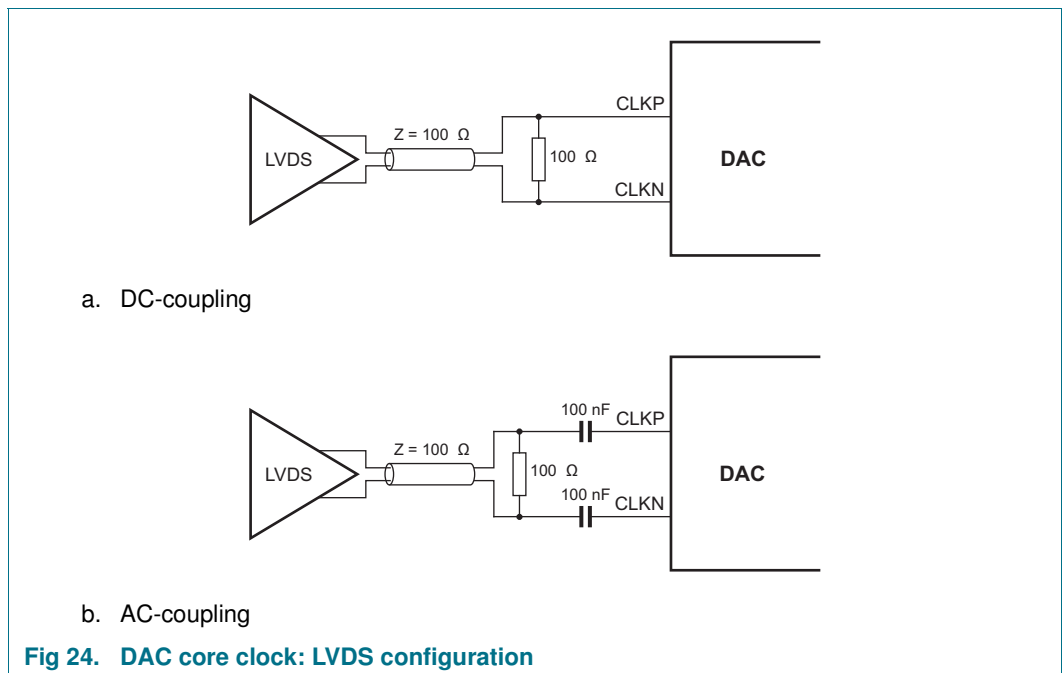 CLKP
Z = 100 Ω
LVDS
100 Ω
DAC
CLKN
a. DC-coupling
100 nF
CLKP
Z = 100 Ω
LVDS
100 Ω
DAC
100 nF
CLKN
b. AC-coupling
Fig 24. DAC core clock: LVDS configuration